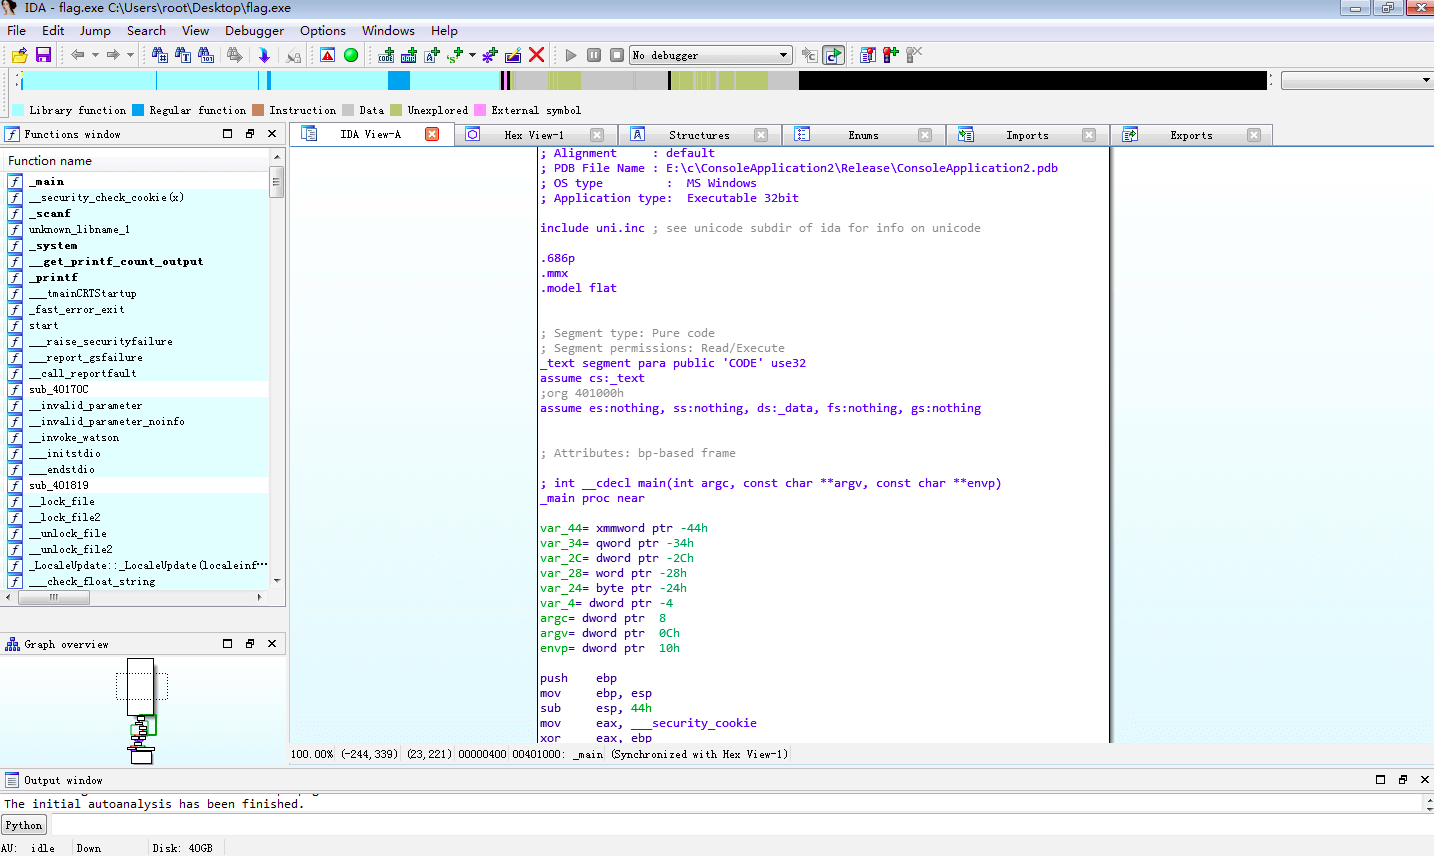 IDA - flag.exe C:\Users\root\Desktop\flag.exe
File Edit Jump Search View Debugger Options Windows Help
No debugger
Library function Regular function Instruction Data Unexplored External symbol
Functions window
Function name
_main
__security_check_cookie(x)
_scanf
unknown_libname_1
_system
__get_printf_count_output
_printf
___tmainCRTStartup
_fast_error_exit
start
___raise_securityfailure
___report_gsfailure
__call_reportfault
sub_40170C
__invalid_parameter
__invalid_parameter_noinfo
__invoke_watson
___initstdio
___endstdio
sub_401819
__lock_file
__lock_file2
__unlock_file
__unlock_file2
_LocaleUpdate::_LocaleUpdate(localeinf…
___check_float_string
Graph overview
IDA View-A Hex View-1 Structures Enums Imports Exports
; Alignment : default
; PDB File Name : E:\c\ConsoleApplication2\Release\ConsoleApplication2.pdb
; OS type : MS Windows
; Application type: Executable 32bit
include uni.inc ; see unicode subdir of ida for info on unicode
.686p
.mmx
.model flat
; Segment type: Pure code
; Segment permissions: Read/Execute
_text segment para public 'CODE' use32
assume cs:_text
;org 401000h
assume es:nothing, ss:nothing, ds:_data, fs:nothing, gs:nothing
; Attributes: bp-based frame
; int __cdecl main(int argc, const char **argv, const char **envp)
_main proc near
var_44= xmmword ptr -44h
var_34= qword ptr -34h
var_2C= dword ptr -2Ch
var_28= word ptr -28h
var_24= byte ptr -24h
var_4= dword ptr -4
argc= dword ptr 8
argv= dword ptr 0Ch
envp= dword ptr 10h
push ebp
mov ebp, esp
sub esp, 44h
mov eax, ___security_cookie
xor eax, ebp
100.00% (-244,339) (23,221) 00000400 00401000: _main (Synchronized with Hex View-1)
Output window
The initial autoanalysis has been finished.
Python
AU: idle Down Disk: 40GB